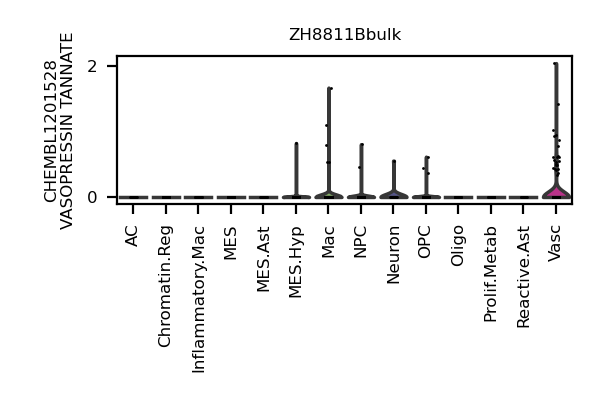 ZH8811Bbulk
CHEMBL1201528
VASOPRESSIN TANNATE
2
0
AC
Chromatin.Reg
Inflammatory.Mac
MES
MES.Ast
MES.Hyp
Mac
NPC
Neuron
OPC
Oligo
Prolif.Metab
Reactive.Ast
Vasc